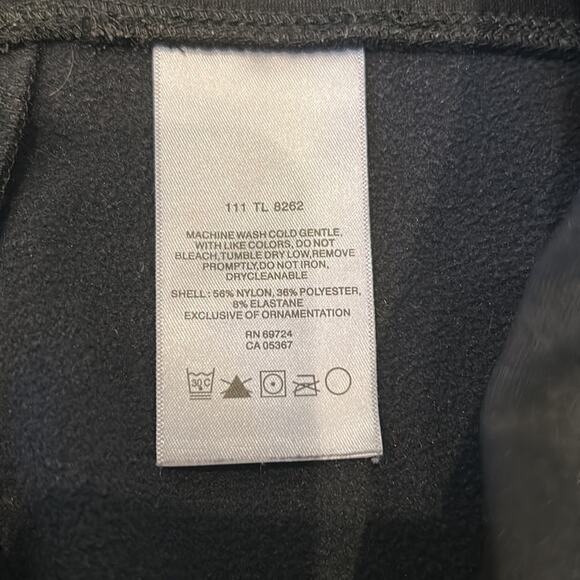 111 TL 8262
MACHINE WASH COLD GENTLE,
WITH LIKE COLORS, DO NOT
BLEACH,TUMBLE DRY LOW,REMOVE
PROMPTLY,DO NOT IRON,
DRYCLEANABLE
SHELL : 56% NYLON, 36% POLYESTER,
8% ELASTANE
EXCLUSIVE OF ORNAMENTATION
RN 69724
CA 05367
30 C